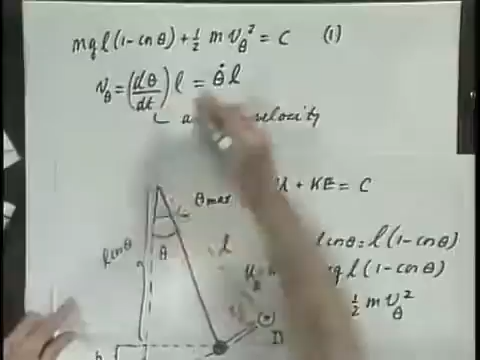 mgl(1-cosθ)+½ m v_θ² = C (1)
v_θ = (dθ/dt) l = θ̇ l
velocity
+ KE = C
θmax
l
θ
lcosθ
lcosθ = l(1-cosθ)
gl(1-cosθ)
½ m v_θ²
h